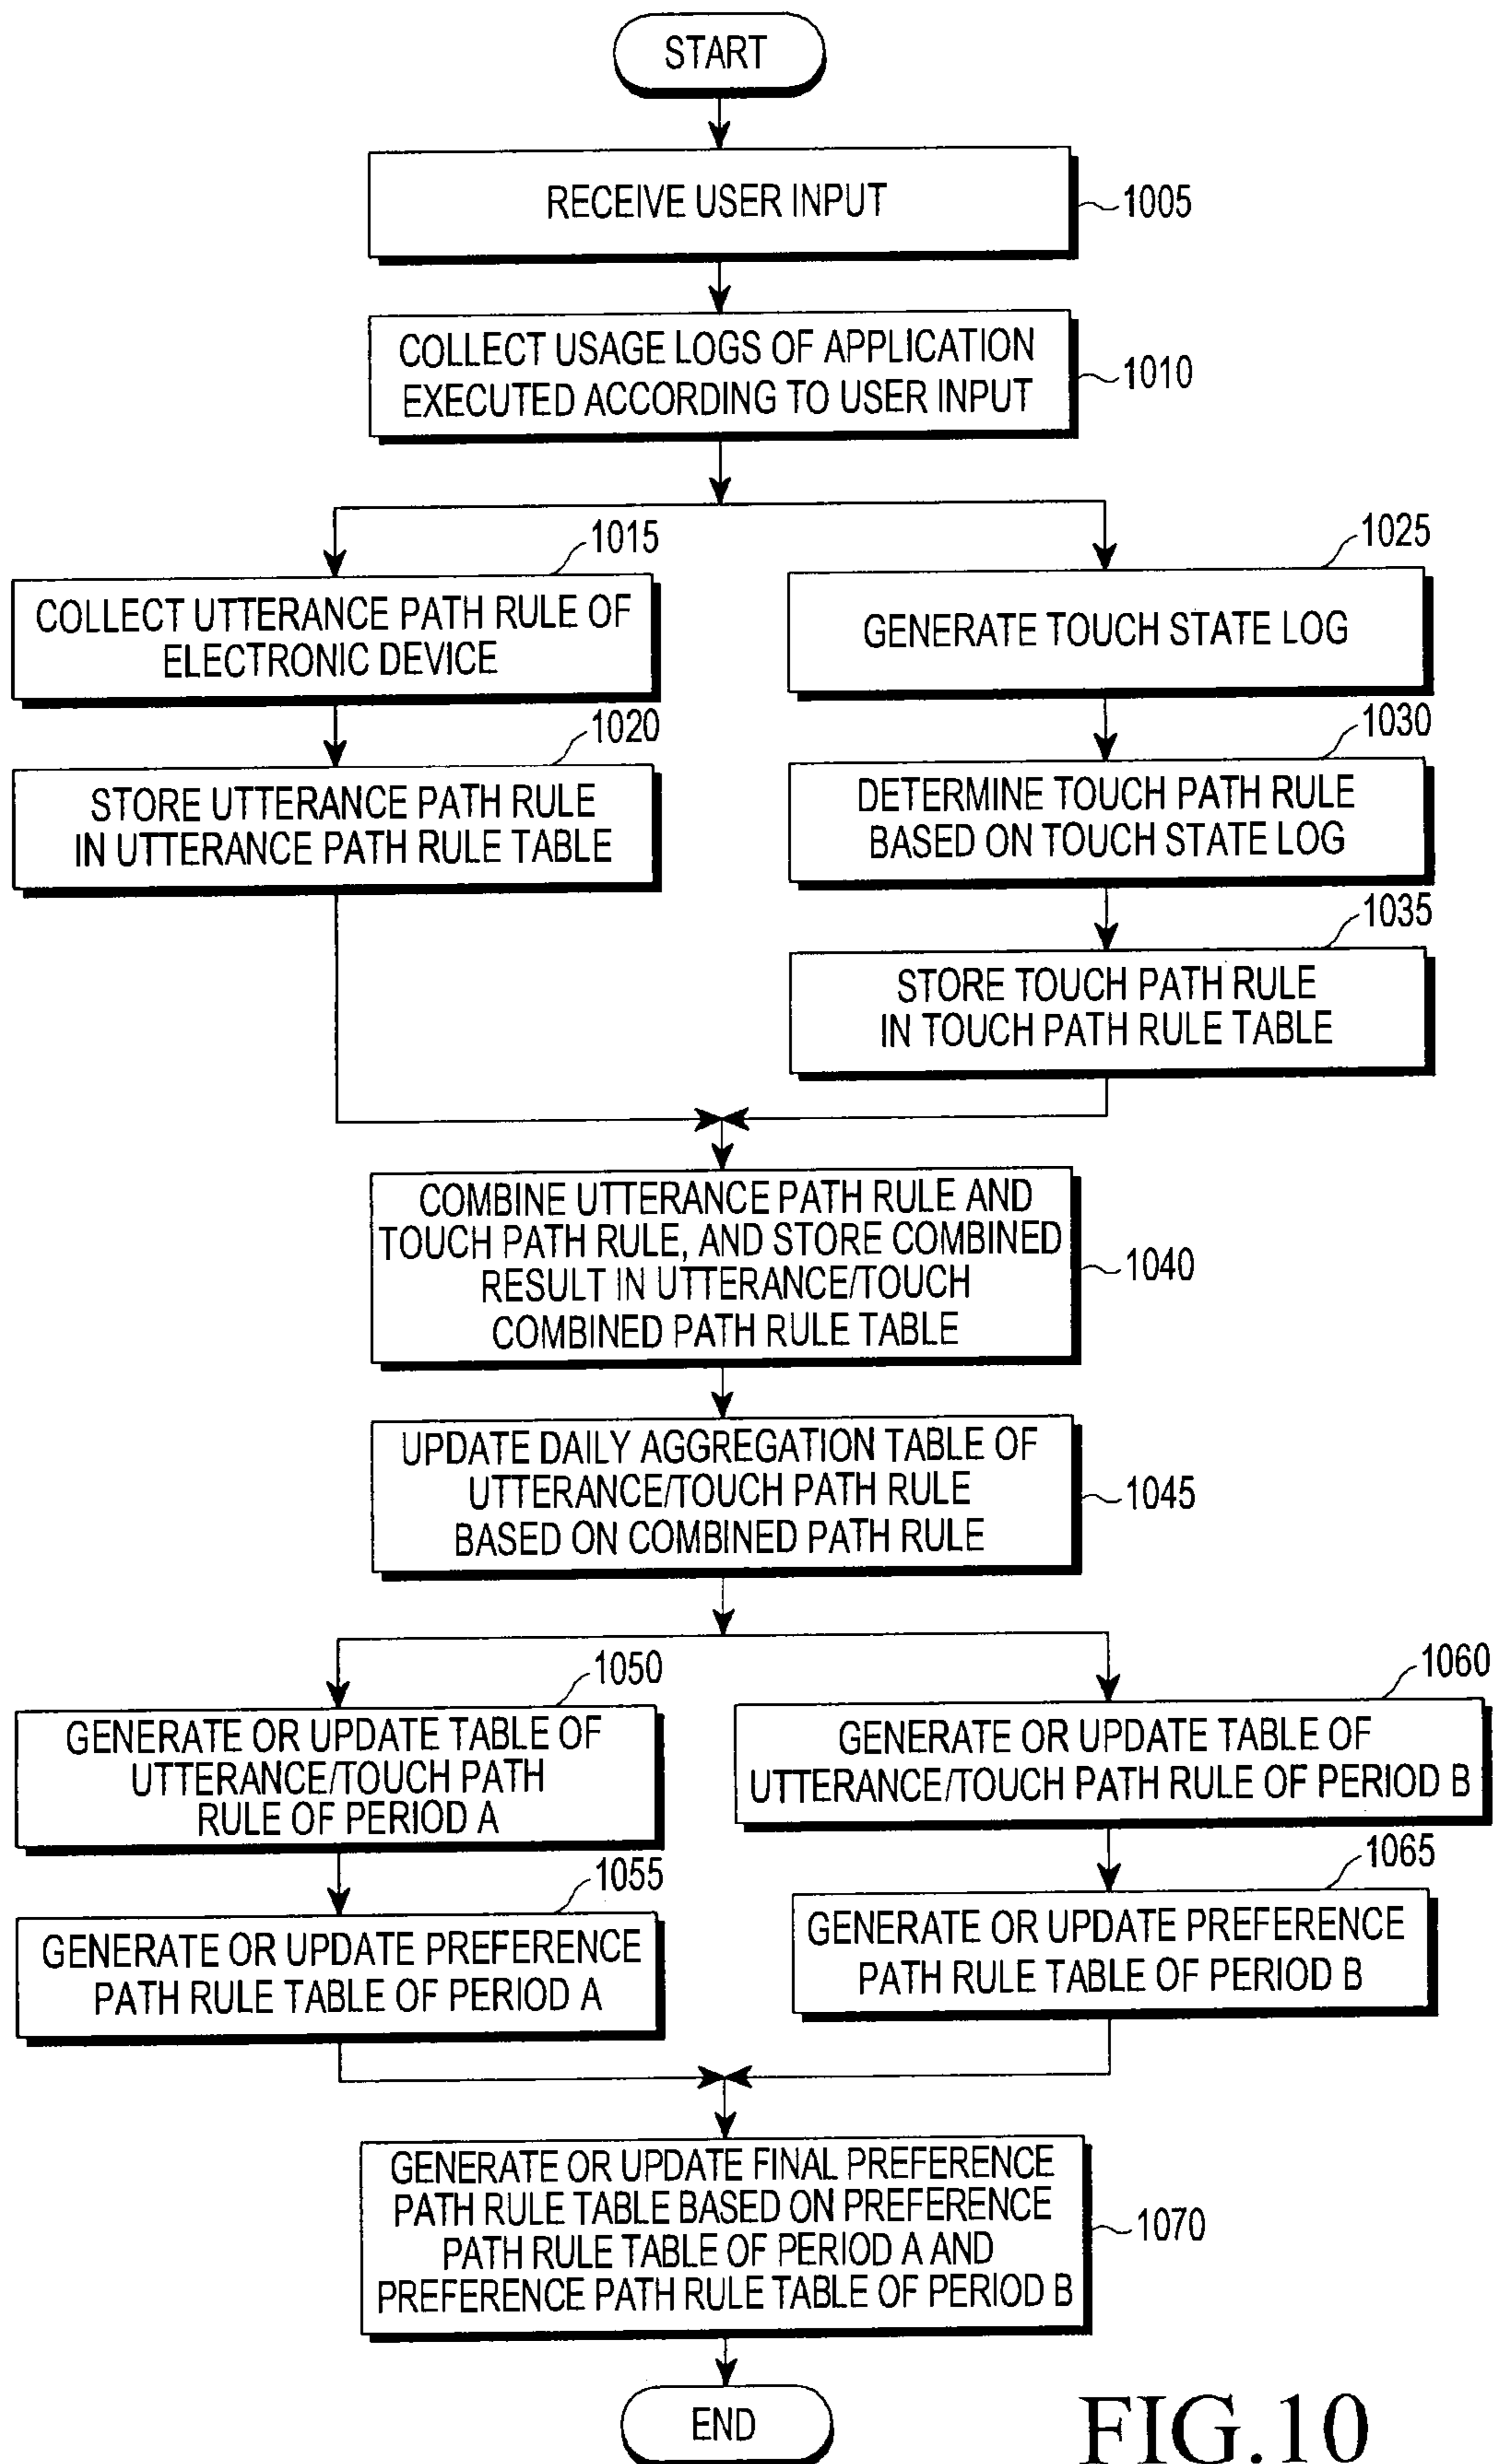 START
RECEIVE USER INPUT
1005
COLLECT USAGE LOGS OF APPLICATION
EXECUTED ACCORDING TO USER INPUT
1010
1015
COLLECT UTTERANCE PATH RULE OF
ELECTRONIC DEVICE
1020
STORE UTTERANCE PATH RULE
IN UTTERANCE PATH RULE TABLE
1025
GENERATE TOUCH STATE LOG
1030
DETERMINE TOUCH PATH RULE
BASED ON TOUCH STATE LOG
1035
STORE TOUCH PATH RULE
IN TOUCH PATH RULE TABLE
COMBINE UTTERANCE PATH RULE AND
TOUCH PATH RULE, AND STORE COMBINED
RESULT IN UTTERANCE/TOUCH
COMBINED PATH RULE TABLE
1040
UPDATE DAILY AGGREGATION TABLE OF
UTTERANCE/TOUCH PATH RULE
BASED ON COMBINED PATH RULE
1045
1050
GENERATE OR UPDATE TABLE OF
UTTERANCE/TOUCH PATH
RULE OF PERIOD A
1055
GENERATE OR UPDATE PREFERENCE
PATH RULE TABLE OF PERIOD A
1060
GENERATE OR UPDATE TABLE OF
UTTERANCE/TOUCH PATH RULE OF PERIOD B
1065
GENERATE OR UPDATE PREFERENCE
PATH RULE TABLE OF PERIOD B
GENERATE OR UPDATE FINAL PREFERENCE
PATH RULE TABLE BASED ON PREFERENCE
PATH RULE TABLE OF PERIOD A AND
PREFERENCE PATH RULE TABLE OF PERIOD B
1070
END
FIG.10